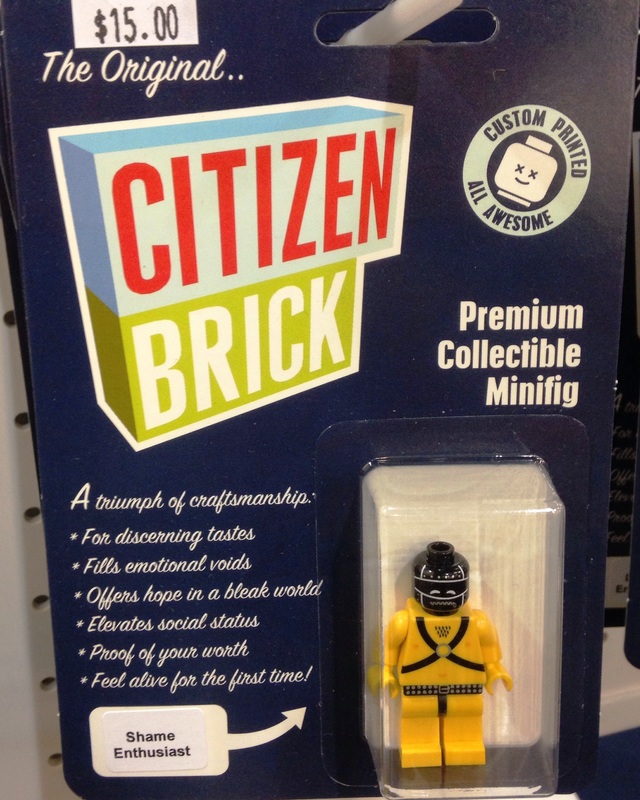 $15.00
The Original..
CITIZEN
BRICK
CUSTOM PRINTED
ALL AWESOME
Premium
Collectible
Minifig
A triumph of craftsmanship.
* For discerning tastes
* Fills emotional voids
* Offers hope in a bleak world
* Elevates social status
* Proof of your worth
* Feel alive for the first time!
Shame
Enthusiast